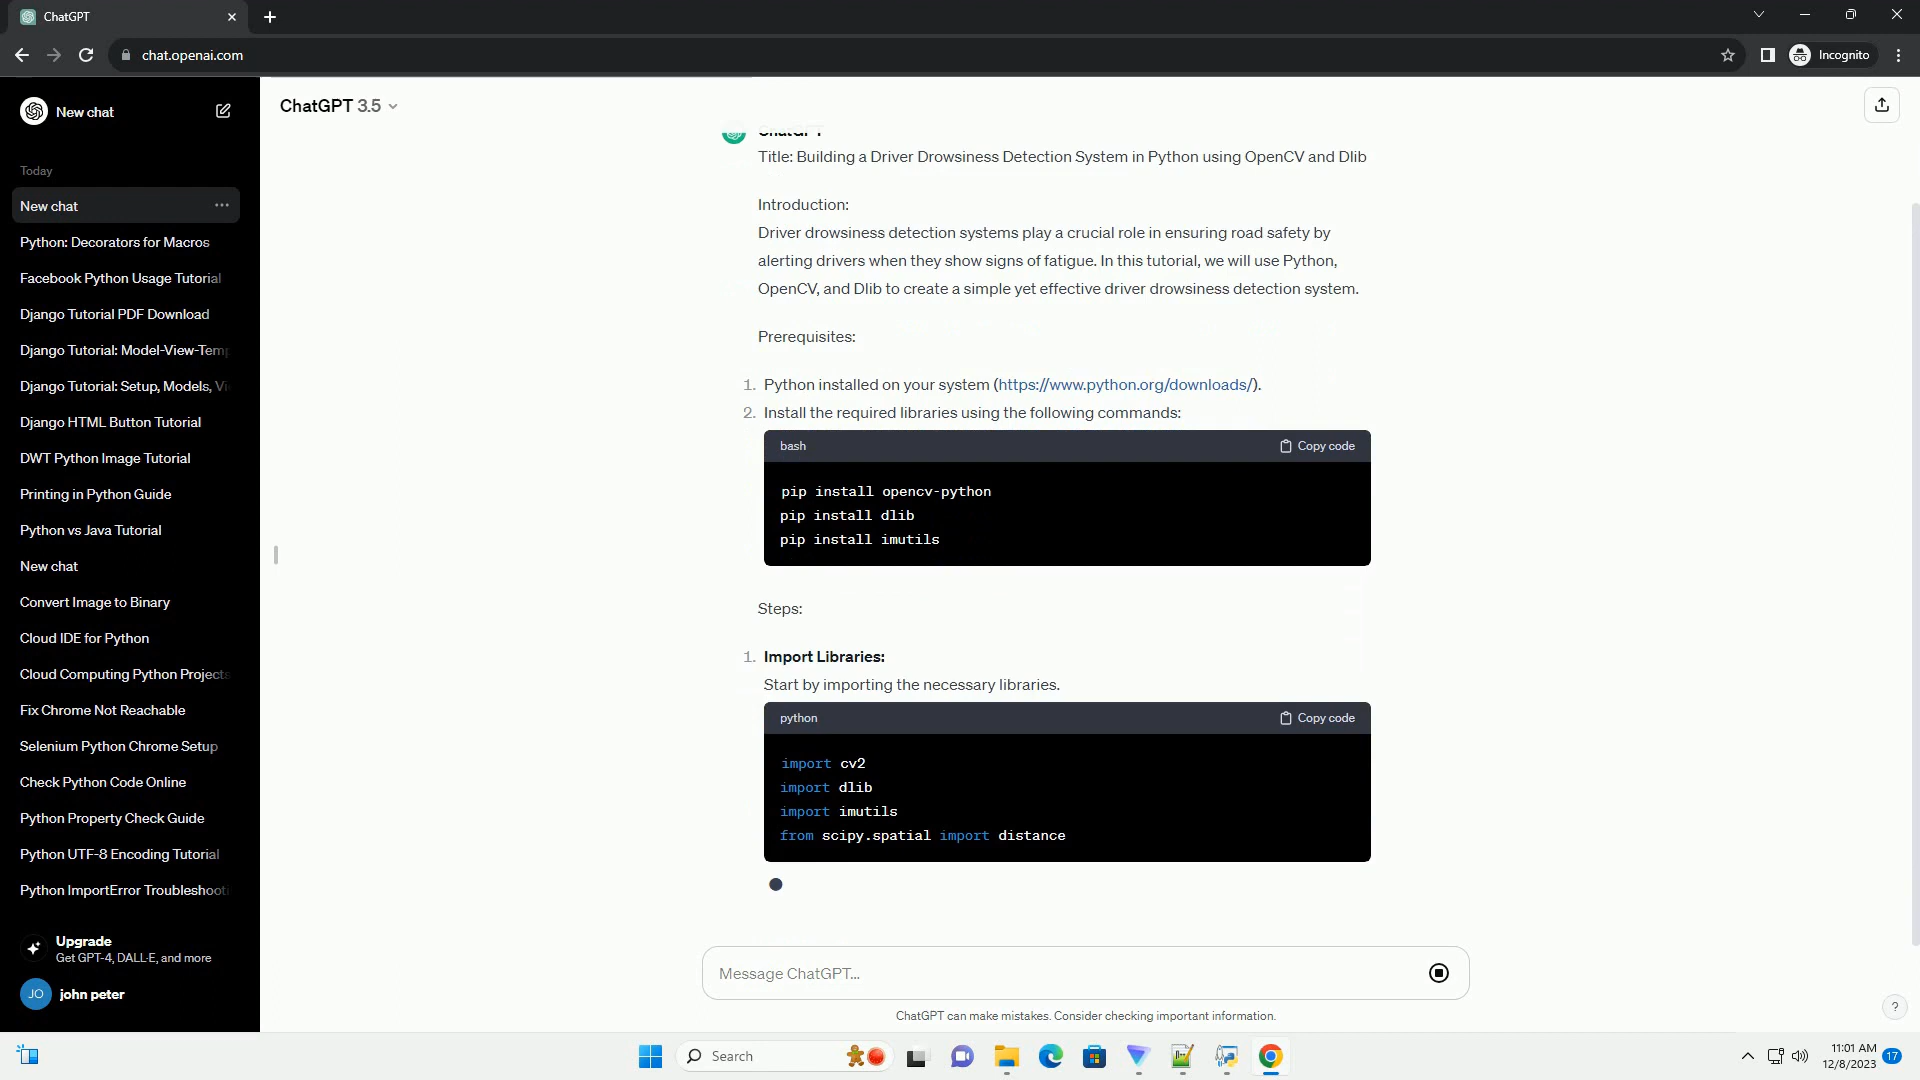 ChatGPT
chat.openai.com
Incognito
New chat
Today
New chat
Python: Decorators for Macros
Facebook Python Usage Tutorial
Django Tutorial PDF Download
Django Tutorial: Model-View-Temp
Django Tutorial: Setup, Models, Vi
Django HTML Button Tutorial
DWT Python Image Tutorial
Printing in Python Guide
Python vs Java Tutorial
New chat
Convert Image to Binary
Cloud IDE for Python
Cloud Computing Python Projects
Fix Chrome Not Reachable
Selenium Python Chrome Setup
Check Python Code Online
Python Property Check Guide
Python UTF-8 Encoding Tutorial
Python ImportError Troubleshooti
Upgrade
Get GPT-4, DALL·E, and more
JO john peter
ChatGPT 3.5
ChatGPT
Title: Building a Driver Drowsiness Detection System in Python using OpenCV and Dlib
Introduction:
Driver drowsiness detection systems play a crucial role in ensuring road safety by
alerting drivers when they show signs of fatigue. In this tutorial, we will use Python,
OpenCV, and Dlib to create a simple yet effective driver drowsiness detection system.
Prerequisites:
1. Python installed on your system (https://www.python.org/downloads/).
2. Install the required libraries using the following commands:
bash Copy code
pip install opencv-python
pip install dlib
pip install imutils
Steps:
1. Import Libraries:
Start by importing the necessary libraries.
python Copy code
import cv2
import dlib
import imutils
from scipy.spatial import distance
Message ChatGPT...
ChatGPT can make mistakes. Consider checking important information.
?
Search
11:01 AM
12/8/2023
17